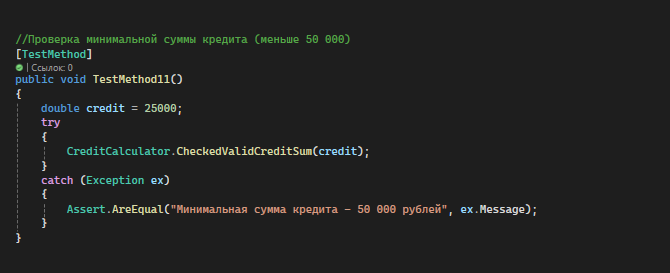 //Проверка минимальной суммы кредита (меньше 50 000)
[TestMethod]
| Ссылок: 0
public void TestMethod11()
{
    double credit = 25000;
    try
    {
        CreditCalculator.CheckedValidCreditSum(credit);
    }
    catch (Exception ex)
    {
        Assert.AreEqual("Минимальная сумма кредита – 50 000 рублей", ex.Message);
    }
}